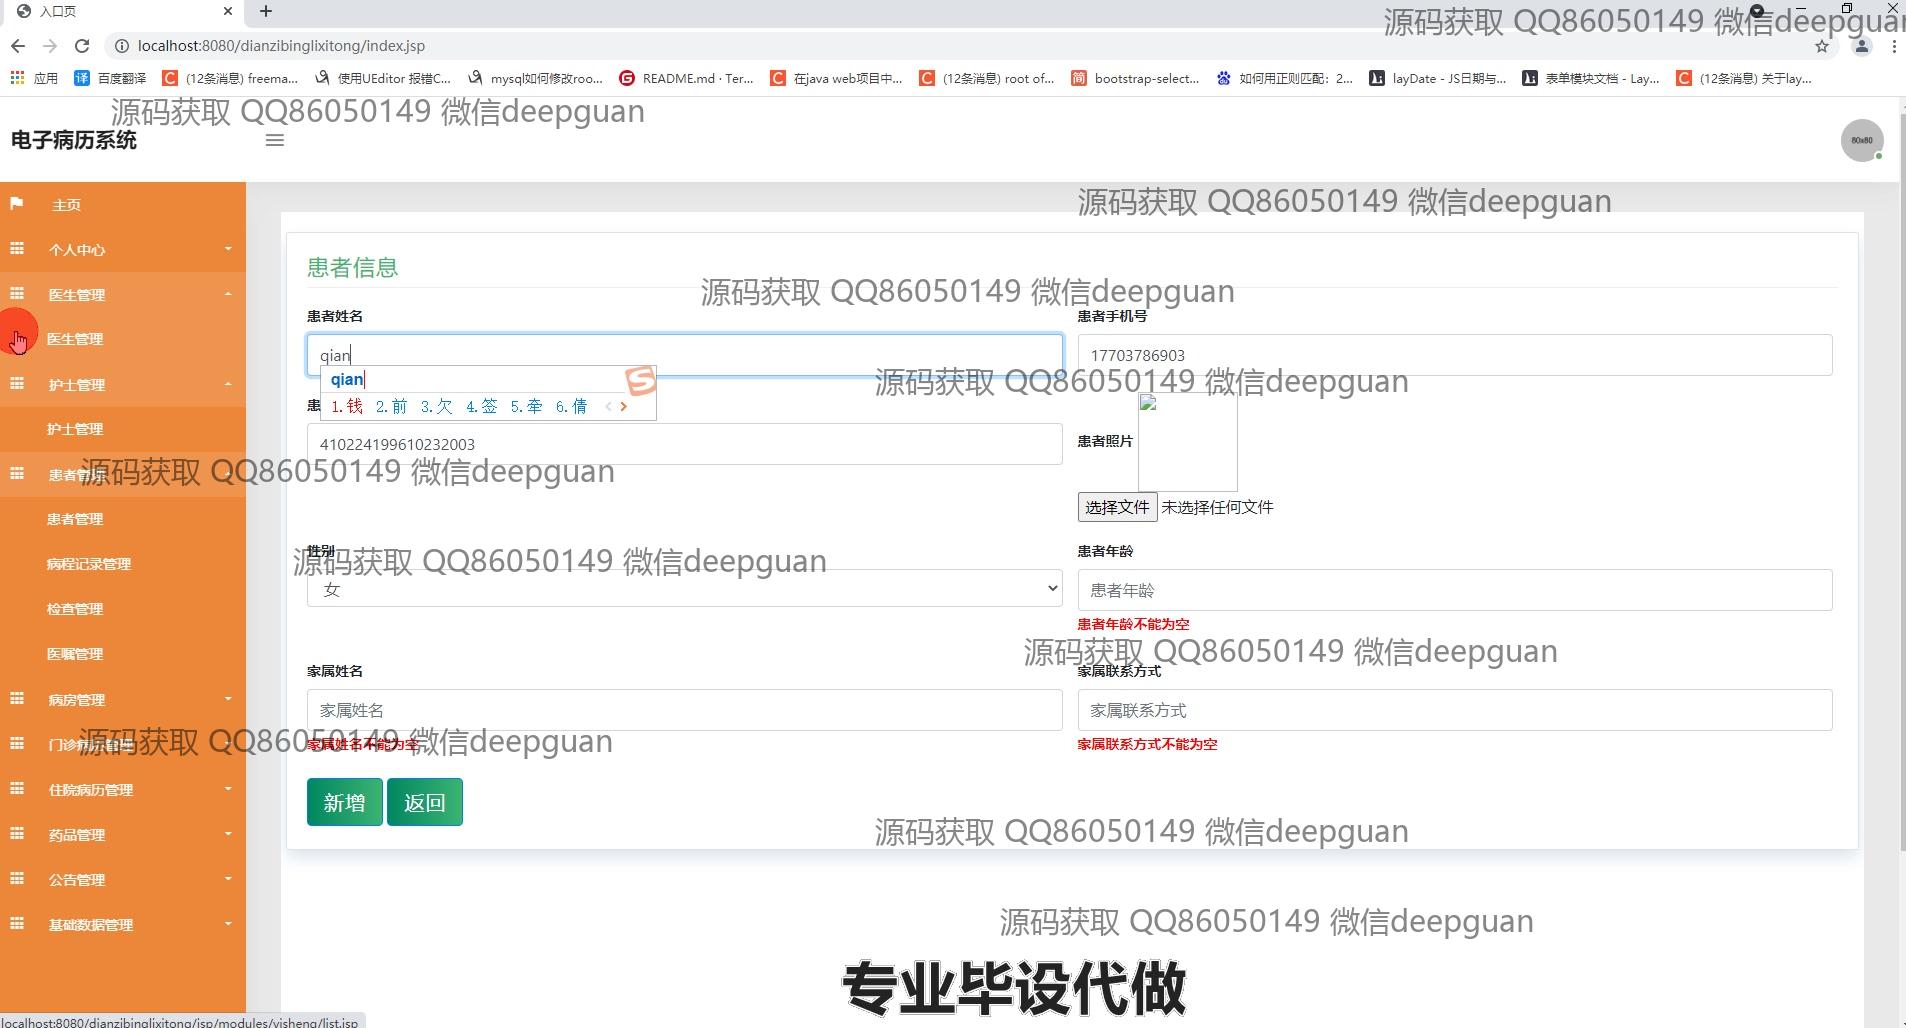 入口页
localhost:8080/dianzibinglixitong/index.jsp
源码获取 QQ86050149 微信deepguan
应用 百度翻译 (12条消息) freema... 使用UEditor 报错C... mysql如何修改roo... README.md · Ter... 在java web项目中... (12条消息) root of... bootstrap-select... 如何用正则匹配：2... layDate - JS日期与... 表单模块文档 - Lay... (12条消息) 关于lay...
源码获取 QQ86050149 微信deepguan
电子病历系统
80x80
源码获取 QQ86050149 微信deepguan
主页
个人中心
医生管理
医生管理
护士管理
护士管理
患者管理
患者管理
病程记录管理
检查管理
医嘱管理
病房管理
门诊病历管理
住院病历管理
药品管理
公告管理
基础数据管理
患者信息
源码获取 QQ86050149 微信deepguan
患者姓名
患者手机号
qian
17703786903
qian
1.钱 2.前 3.欠 4.签 5.牵 6.倩
源码获取 QQ86050149 微信deepguan
患
410224199610232003
患者照片
源码获取 QQ86050149 微信deepguan
选择文件 未选择任何文件
性别
患者年龄
源码获取 QQ86050149 微信deepguan
女
患者年龄
患者年龄不能为空
源码获取 QQ86050149 微信deepguan
家属姓名
家属联系方式
家属姓名
家属联系方式
家属姓名不能为空
家属联系方式不能为空
源码获取 QQ86050149 微信deepguan
新增 返回
源码获取 QQ86050149 微信deepguan
源码获取 QQ86050149 微信deepguan
专业毕设代做
localhost:8080/dianzibinglixitong/jsp/modules/yisheng/list.jsp